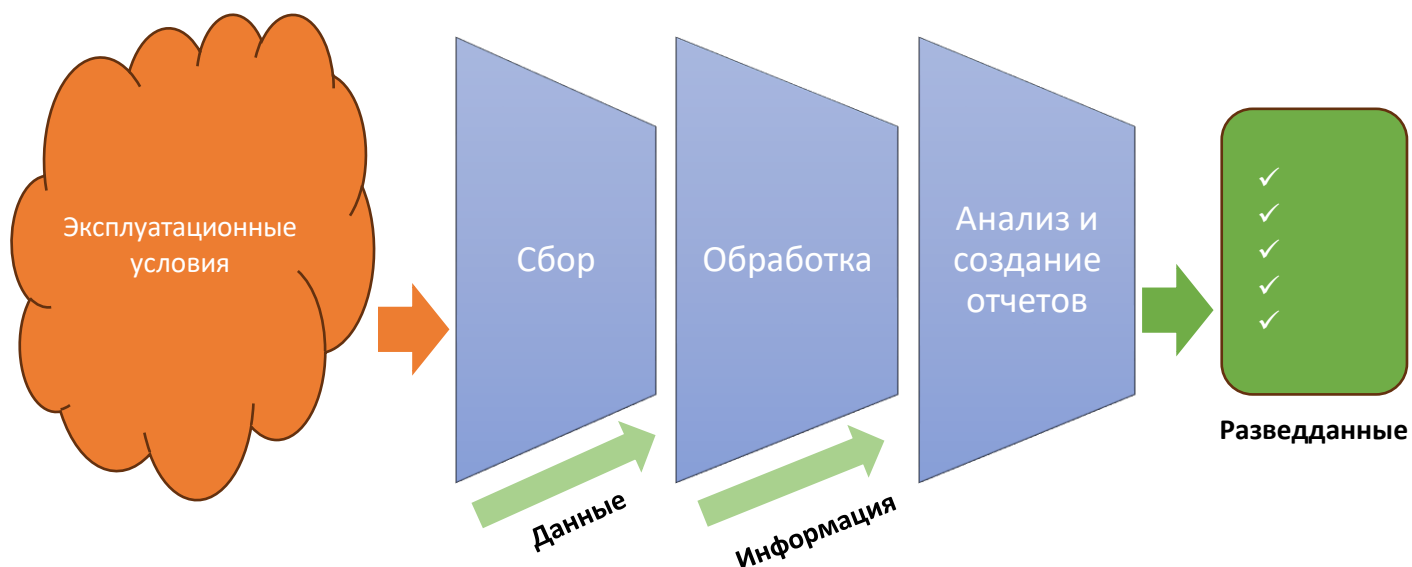 Эксплуатационные
условия
Сбор
Обработка
Анализ и
создание
отчетов
✓
✓
✓
✓
✓
Разведданные
Данные
Информация